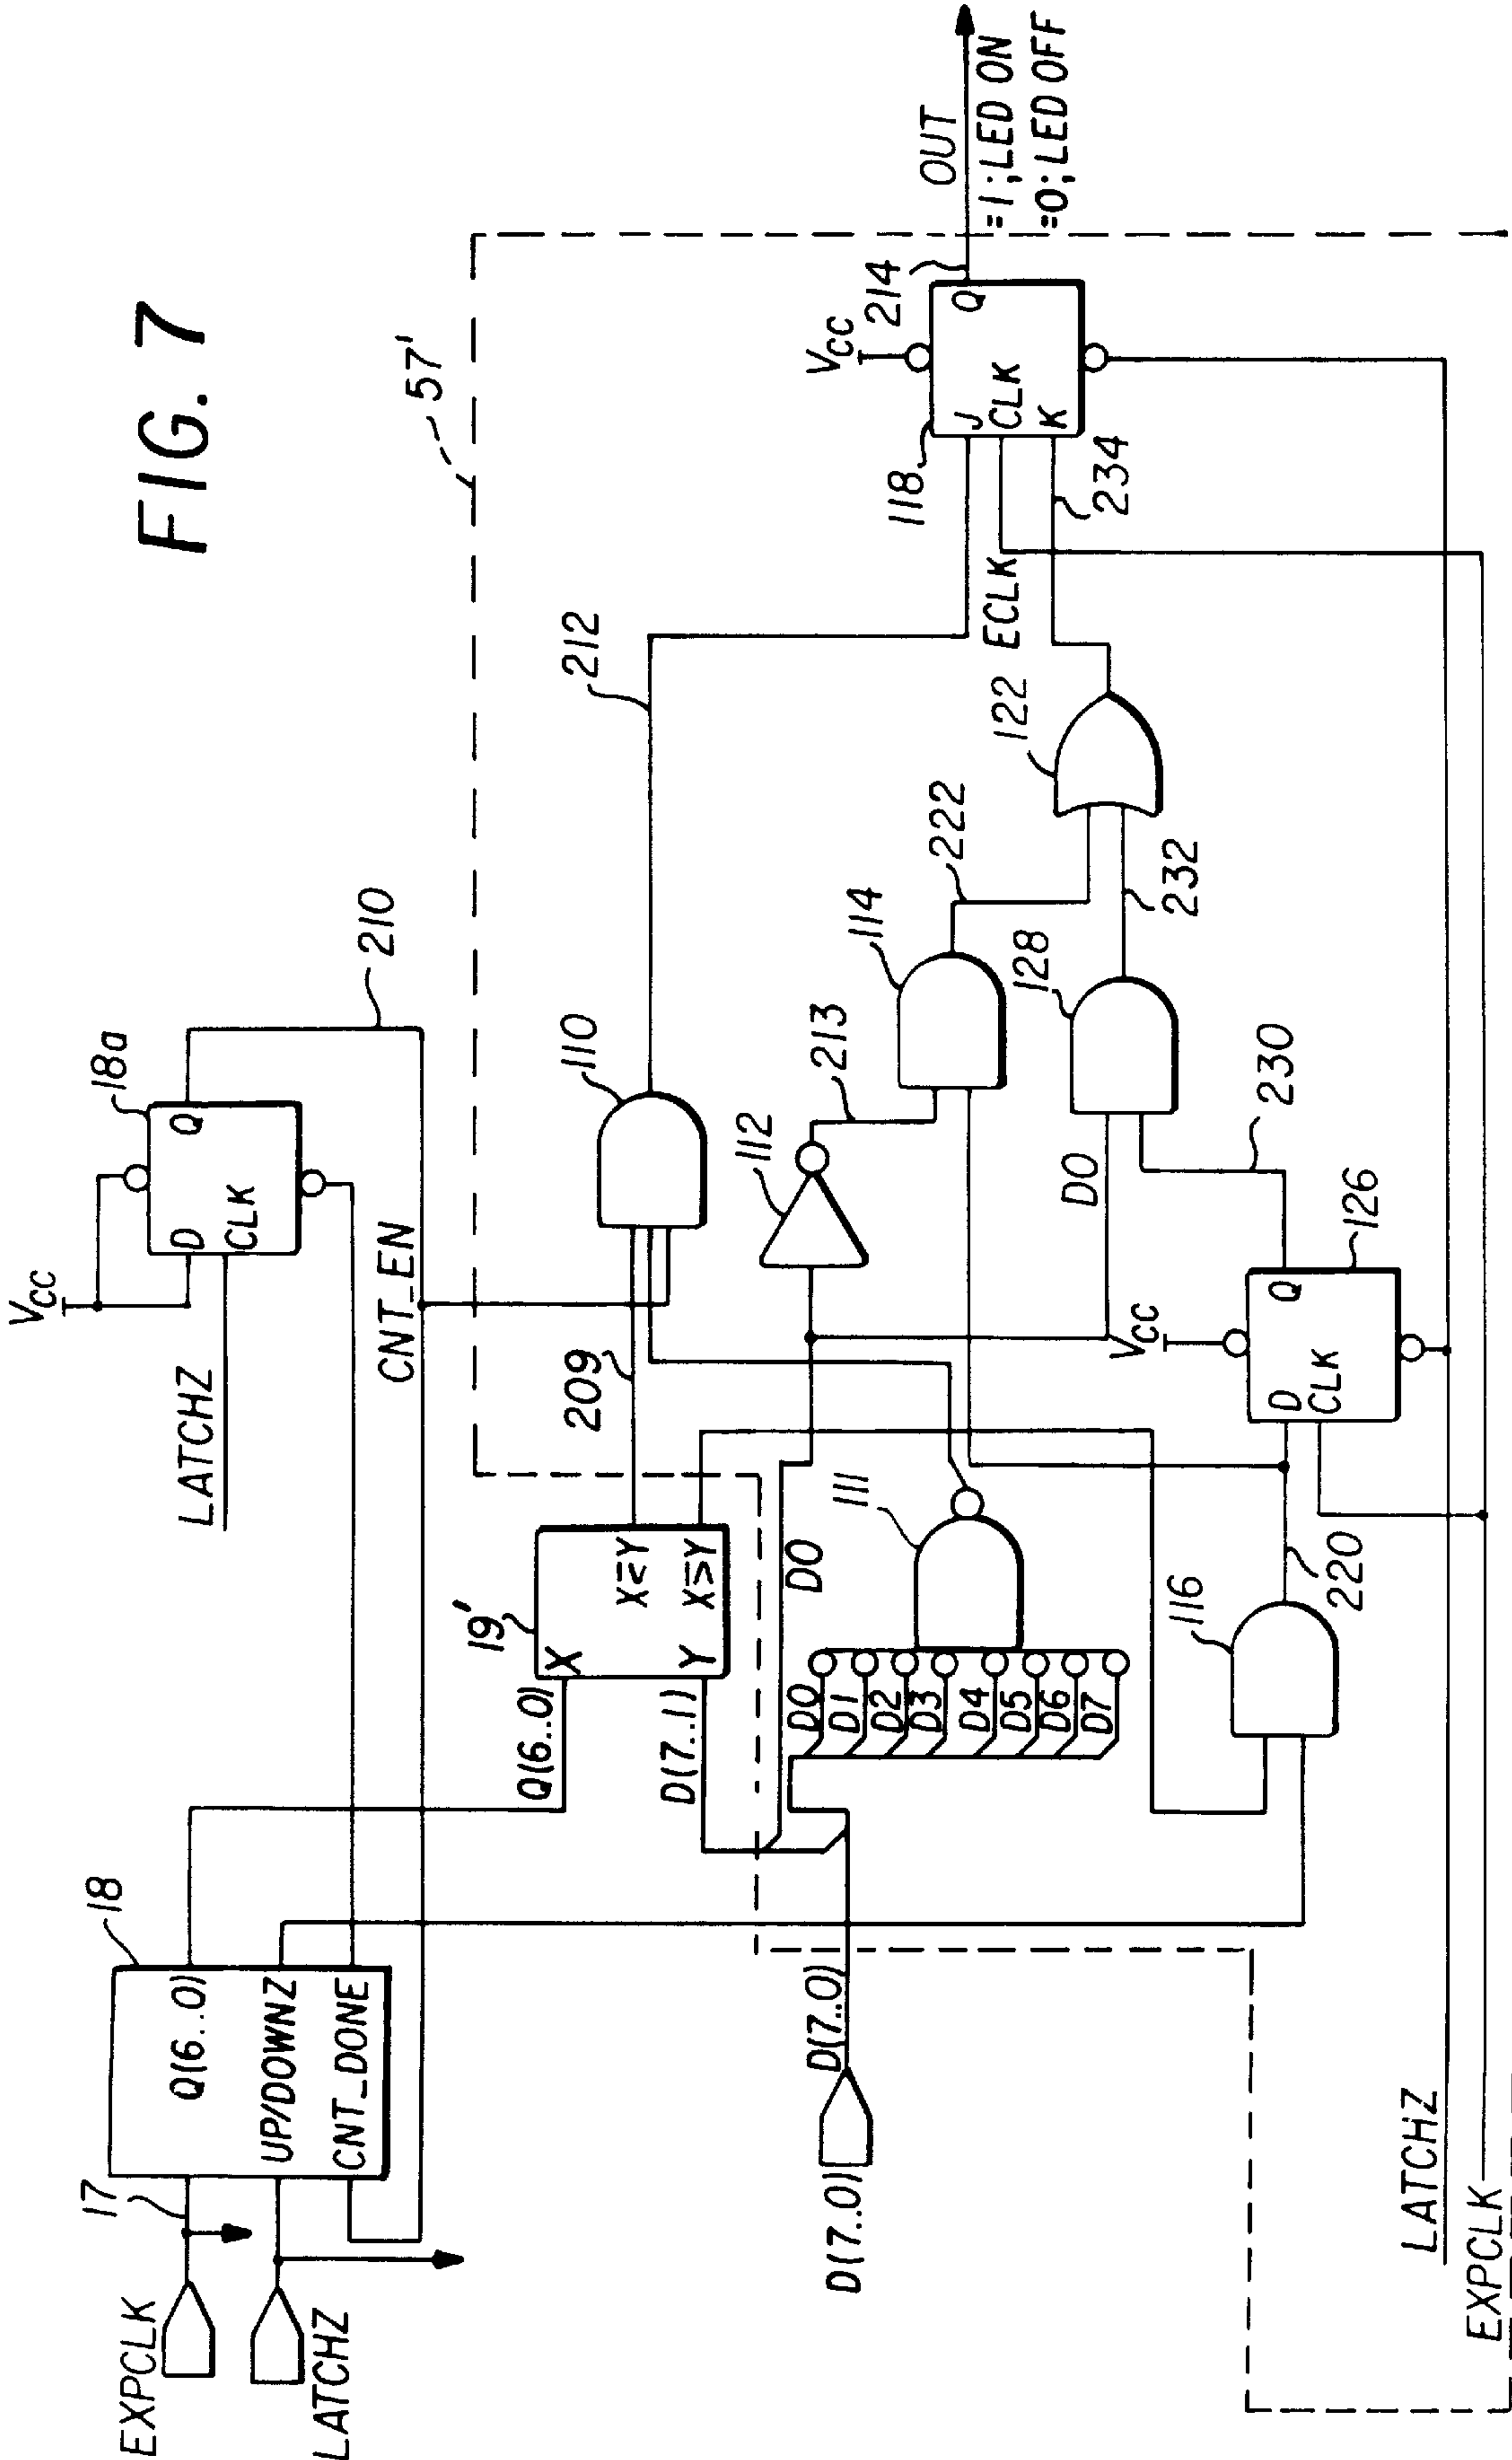 FIG. 7
57'
EXPCLK
17
LATCHZ
18
Q(6..0)
UP/DOWNZ
CNT_DONE
VCC
LATCHZ
D
CLK
Q
18a
210
CNT_EN
Q(6..0)
D(7..1)
19'
X
Y
X≤Y
X≥Y
209
110
212
D(7..0)
D(7..0)
D0
D0
D1
D2
D3
D4
D5
D6
D7
111
112
213
114
222
D0
128
232
122
116
220
VCC
D
CLK
Q
126
230
ECLK
234
118
VCC
J
CLK
K
Q
214
OUT
=1; LED ON
=0; LED OFF
LATCHZ
EXPCLK